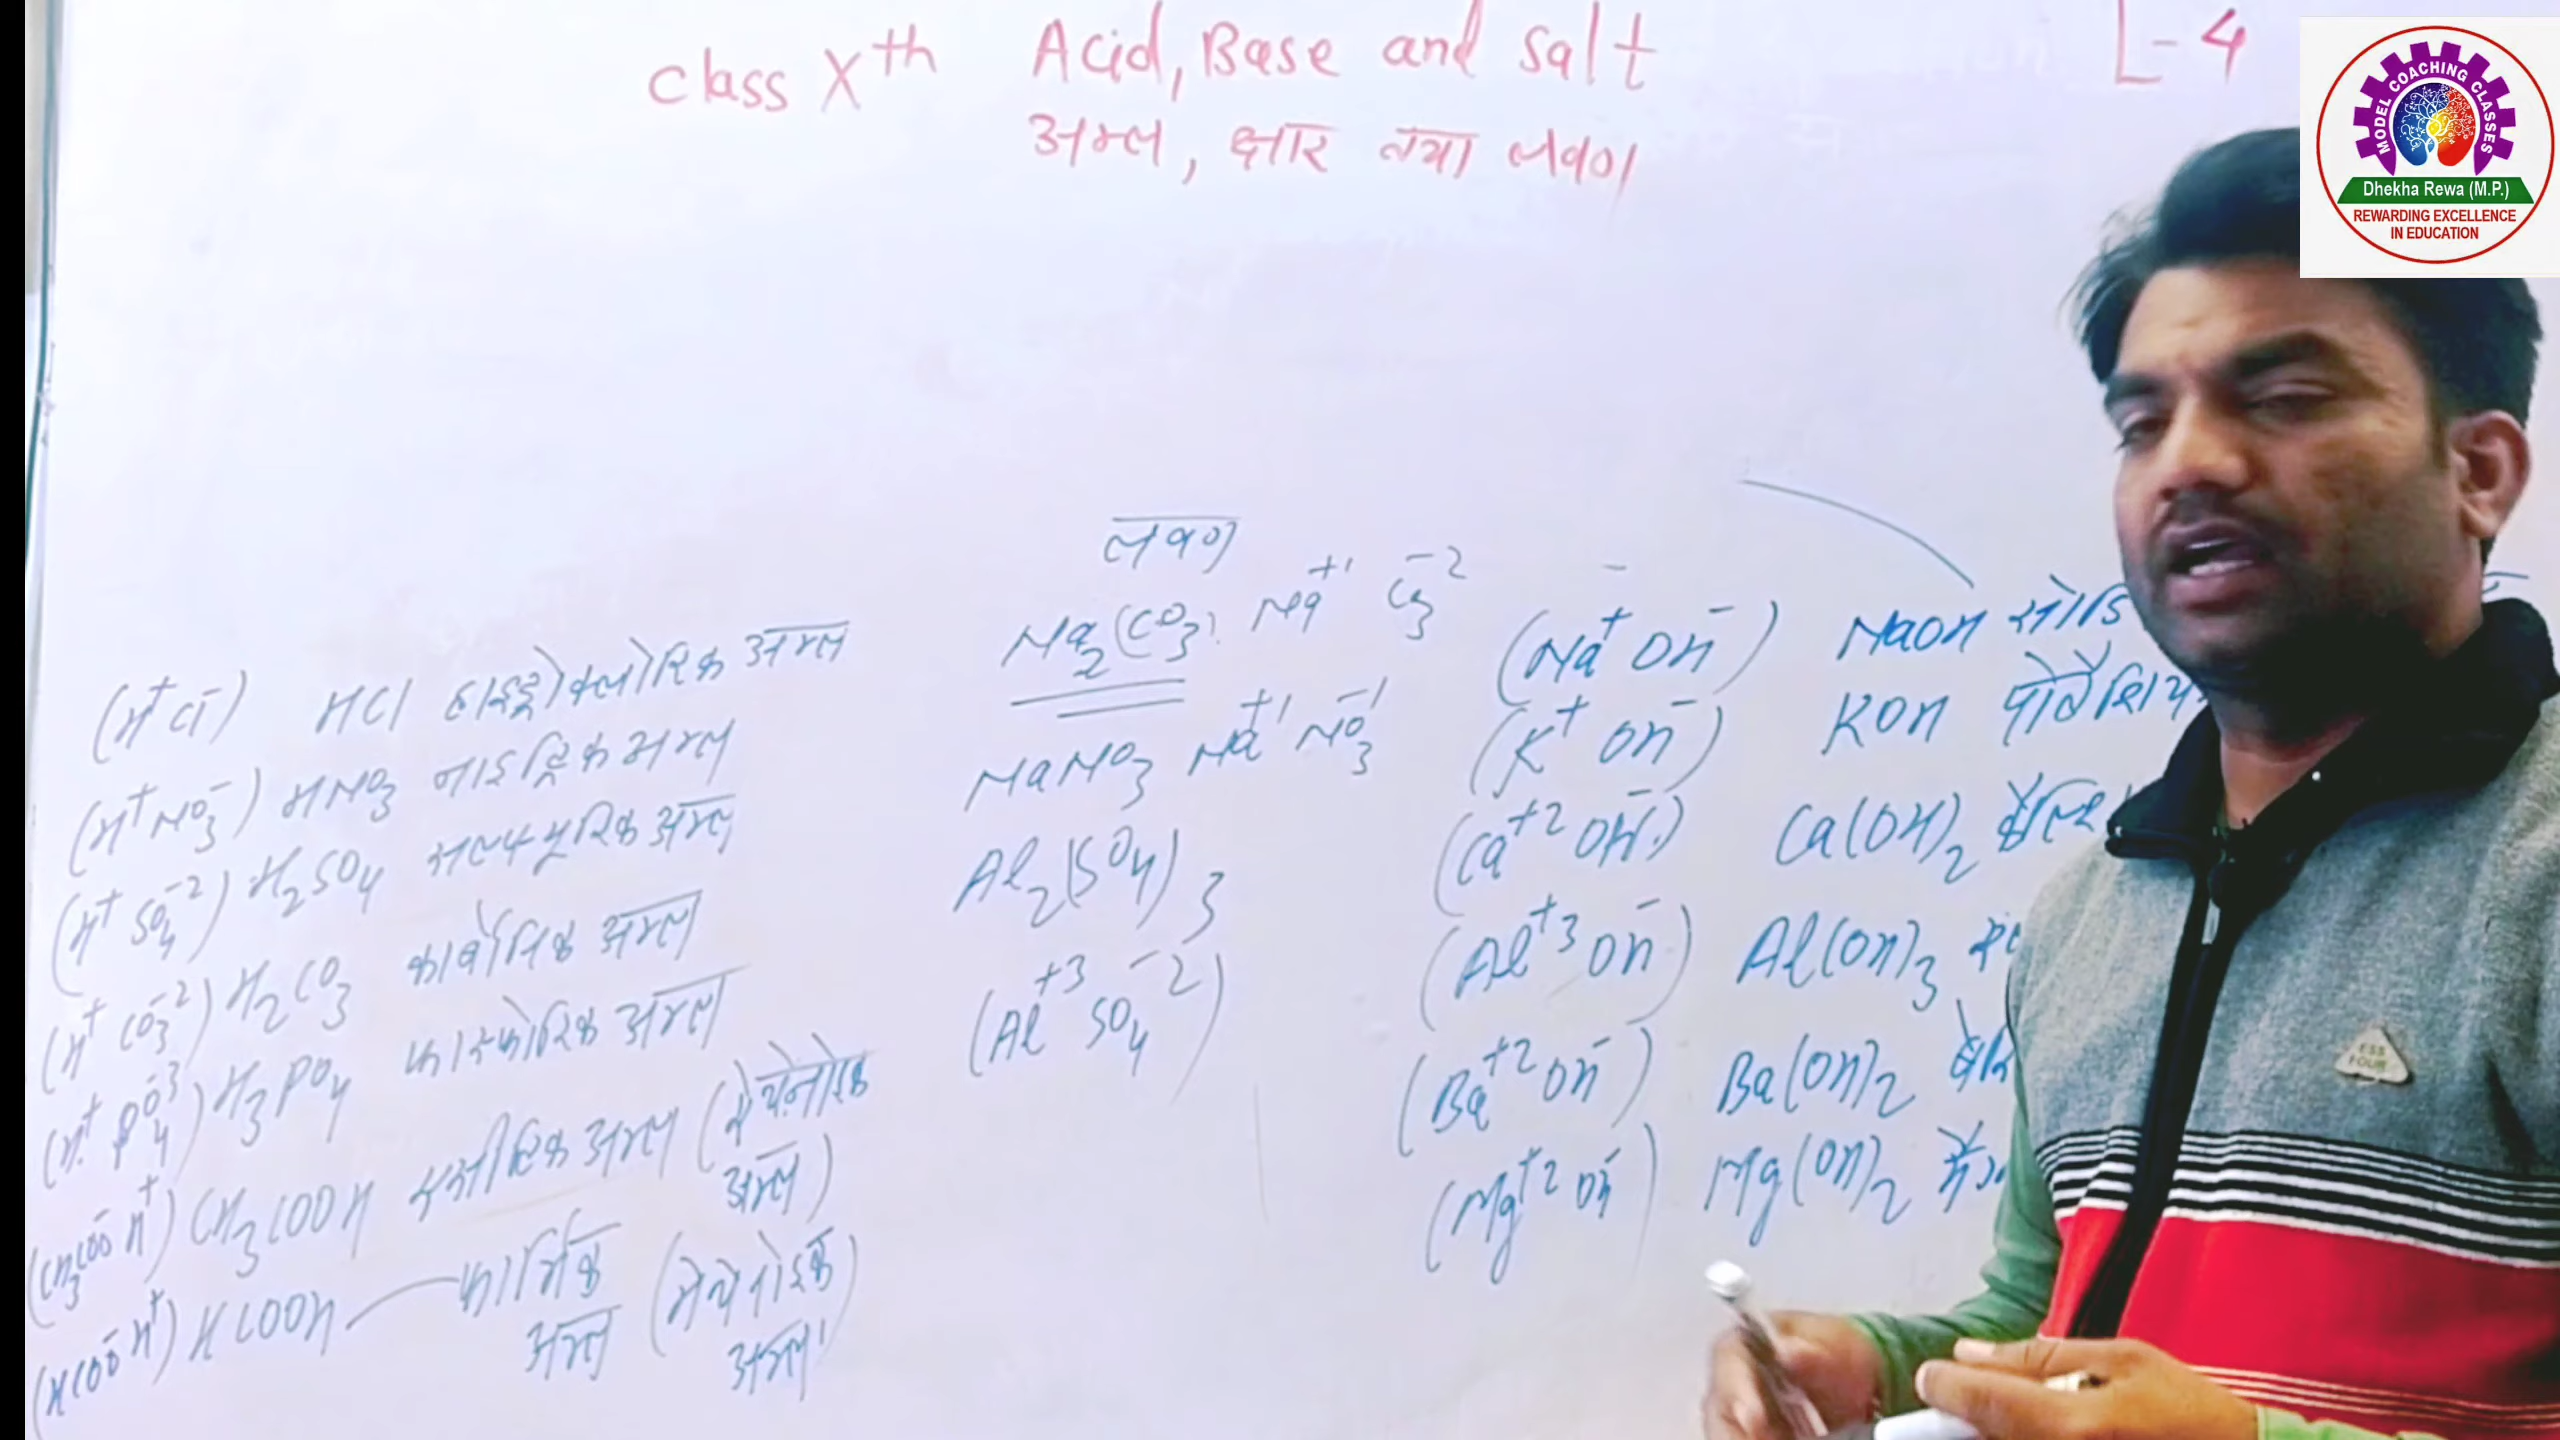 Class Xth Acid, Base and Salt L-4
अम्ल, क्षार तथा लवण
MODEL COACHING CLASSES
Dhekha Rewa (M.P.)
REWARDING EXCELLENCE
IN EDUCATION
लवण
Na₂(CO₃) Na⁺¹ CO₃⁻²
NaNO₃ Na⁺¹ NO₃⁻¹
Al₂(SO₄)₃
(Al⁺³ SO₄⁻²)
(H⁺ Cl⁻) HCl हाइड्रोक्लोरिक अम्ल
(H⁺ NO₃⁻) HNO₃ नाइट्रिक अम्ल
(H⁺ SO₄⁻²) H₂SO₄ सल्फ्यूरिक अम्ल
(H⁺ CO₃⁻²) H₂CO₃ कार्बोनिक अम्ल
(H⁺ PO₄⁻³) H₃PO₄ फास्फोरिक अम्ल
(CH₃COO⁻ H⁺) CH₃COOH एसीटिक अम्ल (ऐथेनोइक
अम्ल)
(HCOO⁻ H⁺) HCOOH फार्मिक (मेथेनोइक
अम्ल अम्ल)
(Na⁺ OH⁻) NaOH सोडि
(K⁺ OH⁻) KOH पोटेशिय
(Ca⁺² OH⁻) Ca(OH)₂ कैल्शि
(Al⁺³ OH⁻) Al(OH)₃
(Ba⁺² OH⁻) Ba(OH)₂ बेरि
(Mg⁺² OH⁻) Mg(OH)₂